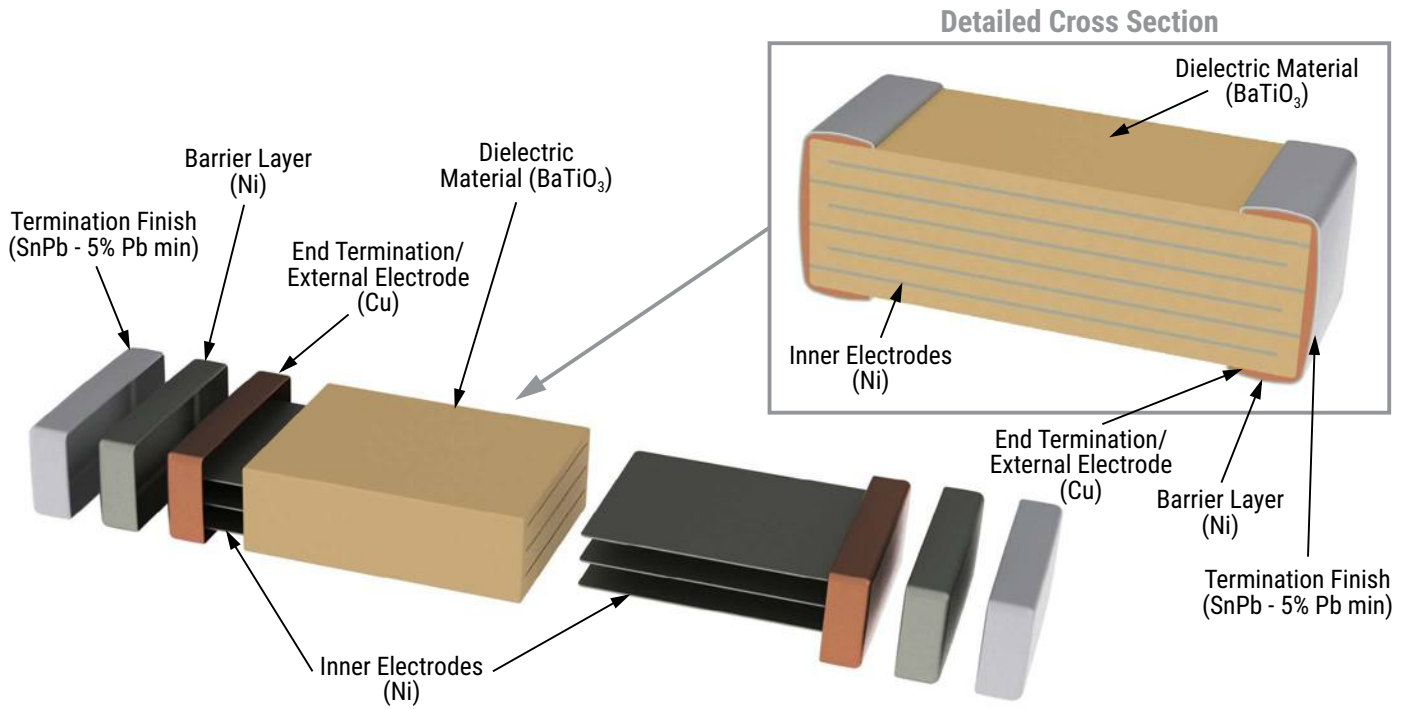 Detailed Cross Section
Dielectric Material
(BaTiO₃)
Barrier Layer
(Ni)
Dielectric
Material (BaTiO₃)
Termination Finish
(SnPb - 5% Pb min)
End Termination/
External Electrode
(Cu)
Inner Electrodes
(Ni)
End Termination/
External Electrode
(Cu)
Barrier Layer
(Ni)
Termination Finish
(SnPb - 5% Pb min)
Inner Electrodes
(Ni)